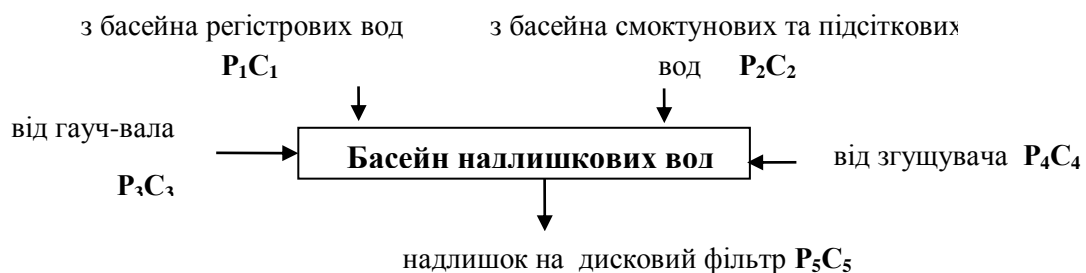 з басейна регістрових вод
P₁C₁
з басейна смоктунових та підсіткових
вод P₂C₂
від гауч-вала
P₃C₃
Басейн надлишкових вод
від згущувача P₄C₄
надлишок на дисковий фільтр P₅C₅